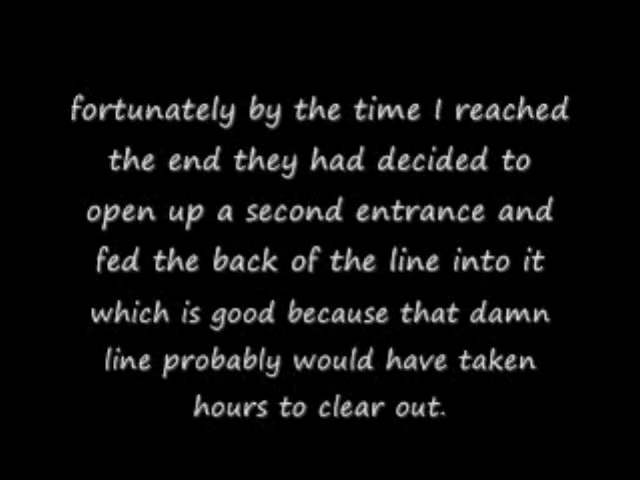 fortunately by the time I reached
the end they had decided to
open up a second entrance and
fed the back of the line into it
which is good because that damn
line probably would have taken
hours to clear out.